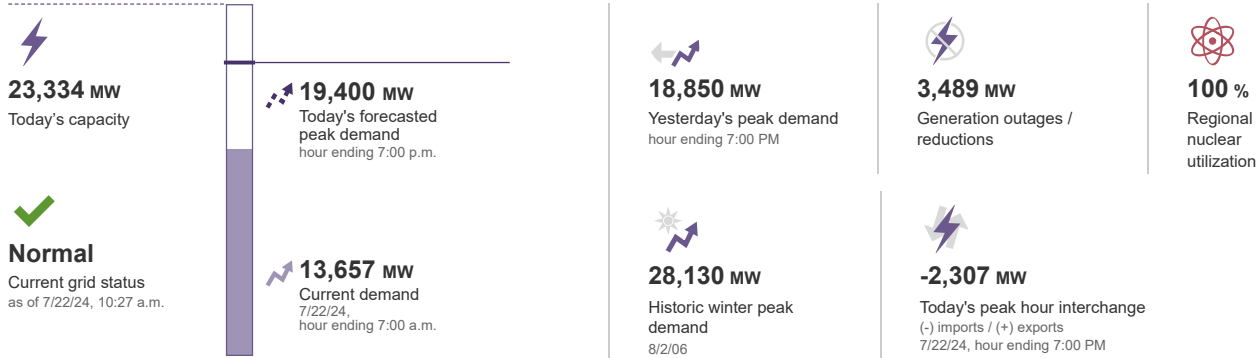 23,334 MW
Today's capacity
Normal
Current grid status
as of 7/22/24, 10:27 a.m.
19,400 MW
Today's forecasted
peak demand
hour ending 7:00 p.m.
13,657 MW
Current demand
7/22/24,
hour ending 7:00 a.m.
18,850 MW
Yesterday's peak demand
hour ending 7:00 PM
3,489 MW
Generation outages /
reductions
100 %
Regional
nuclear
utilization
28,130 MW
Historic winter peak
demand
8/2/06
-2,307 MW
Today's peak hour interchange
(-) imports / (+) exports
7/22/24, hour ending 7:00 PM